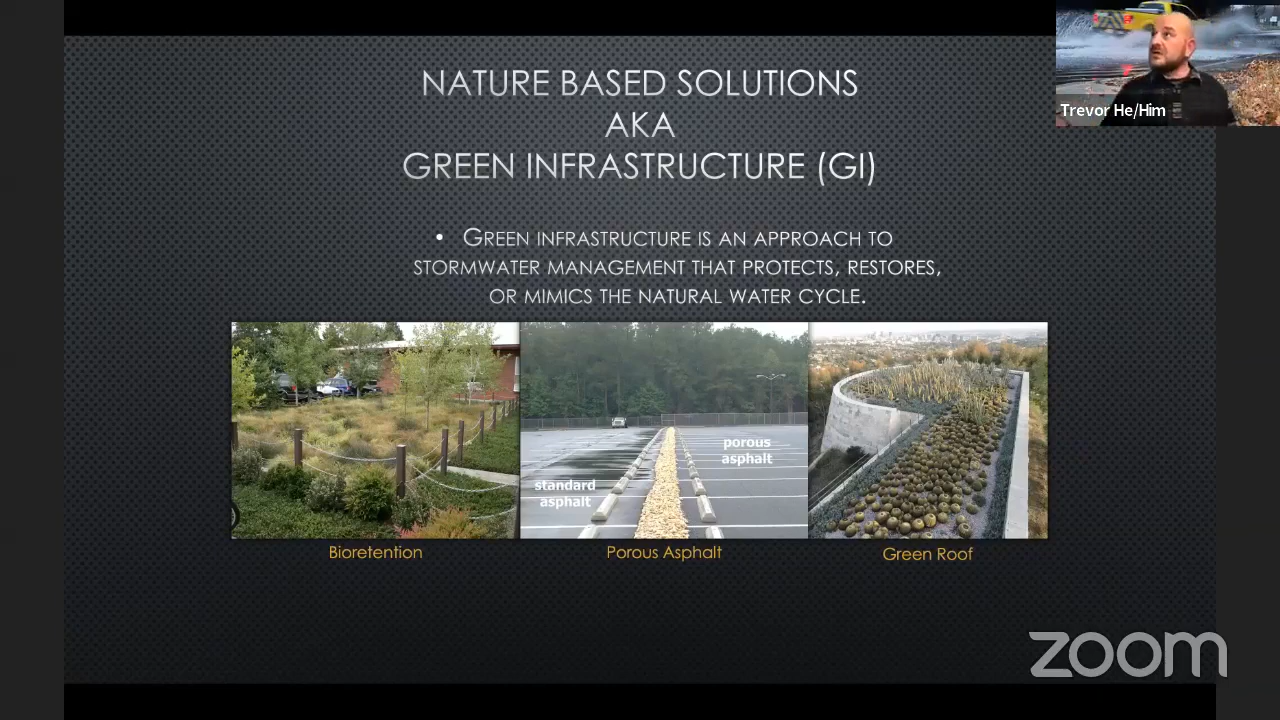 NATURE BASED SOLUTIONS
AKA
GREEN INFRASTRUCTURE (GI)
• GREEN INFRASTRUCTURE IS AN APPROACH TO
STORMWATER MANAGEMENT THAT PROTECTS, RESTORES,
OR MIMICS THE NATURAL WATER CYCLE.
standard
asphalt
porous
asphalt
Bioretention
Porous Asphalt
Green Roof
Trevor He/Him
zoom